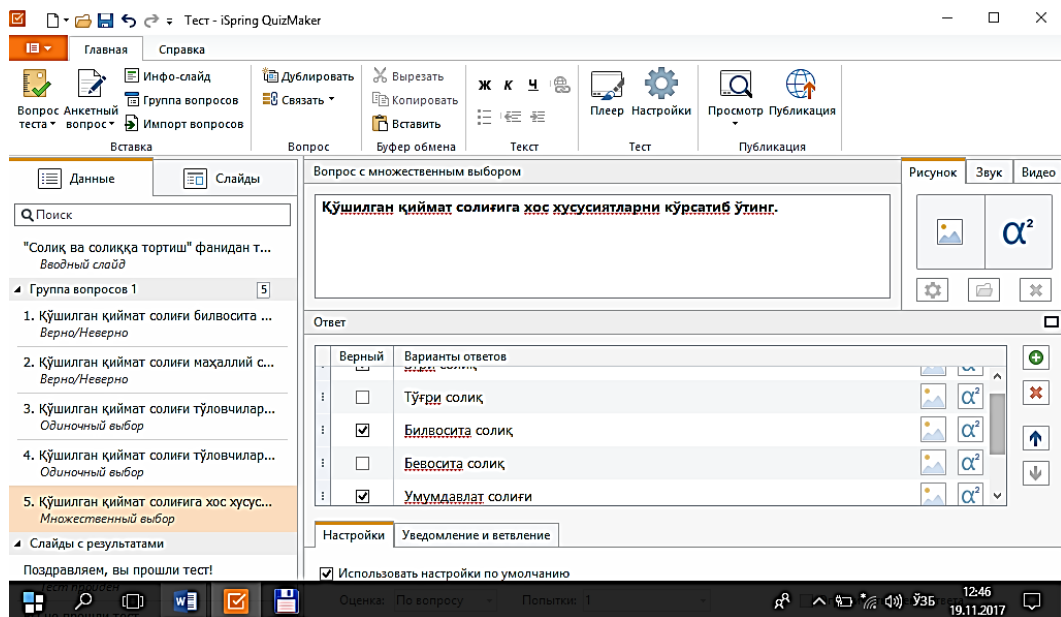 Тест - iSpring QuizMaker
Главная Справка
Вопрос теста Анкетный вопрос Инфо-слайд Группа вопросов Импорт вопросов
Дублировать Связать
Вырезать Копировать Вставить
Ж К Ч
Плеер Настройки
Просмотр Публикация
Вставка Вопрос Буфер обмена Текст Тест Публикация
Данные Слайды
Поиск
"Солиқ ва солиққа тортиш" фанидан т...
Вводный слайд
Группа вопросов 1 5
1. Қўшилган қиймат солиғи билвосита ...
Верно/Неверно
2. Қўшилган қиймат солиғи маҳаллий с...
Верно/Неверно
3. Қўшилган қиймат солиғи тўловчилар...
Одиночный выбор
4. Қўшилган қиймат солиғи тўловчилар...
Одиночный выбор
5. Қўшилган қиймат солиғига хос хусус...
Множественный выбор
Слайды с результатами
Поздравляем, вы прошли тест!
Тест пройден
Вопрос с множественным выбором
Қўшилган қиймат солиғига хос хусусиятларни кўрсатиб ўтинг.
Рисунок Звук Видео
α²
Ответ
Верный Варианты ответов
Эгри солиқ
Тўғри солиқ
Билвосита солиқ
Бевосита солиқ
Умумдавлат солиғи
Настройки Уведомление и ветвление
Использовать настройки по умолчанию
Оценка: По вопросу Попытки: 1
ЎЗБ
12:46
19.11.2017